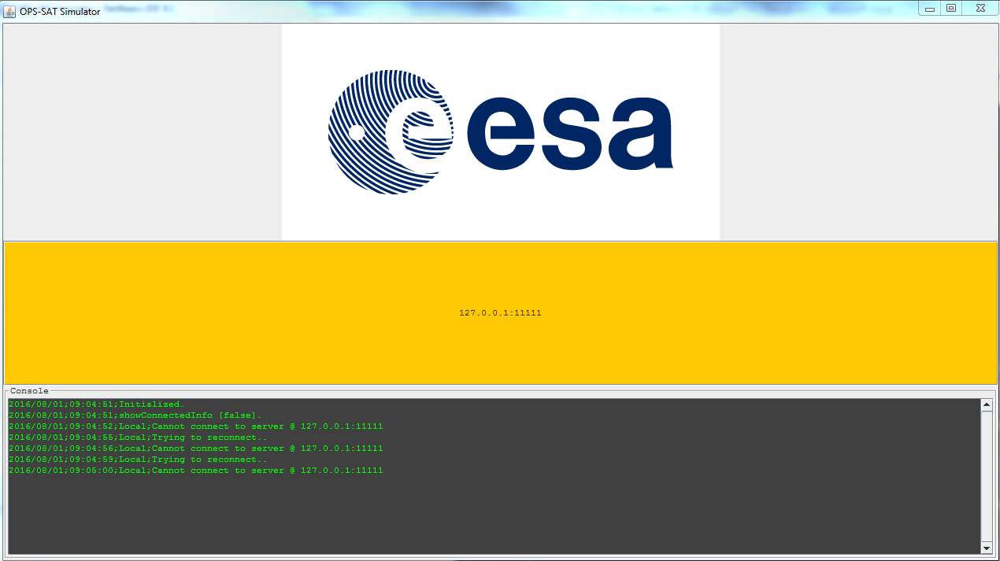 OPS-SAT Simulator
esa
127.0.0.1:11111
Console
2016/08/01;09:04:51;Initialized.
2016/08/01;09:04:51;showConnectedInfo [false].
2016/08/01;09:04:52;Local;Cannot connect to server @ 127.0.0.1:11111
2016/08/01;09:04:55;Local;Trying to reconnect..
2016/08/01;09:04:56;Local;Cannot connect to server @ 127.0.0.1:11111
2016/08/01;09:04:59;Local;Trying to reconnect..
2016/08/01;09:05:00;Local;Cannot connect to server @ 127.0.0.1:11111